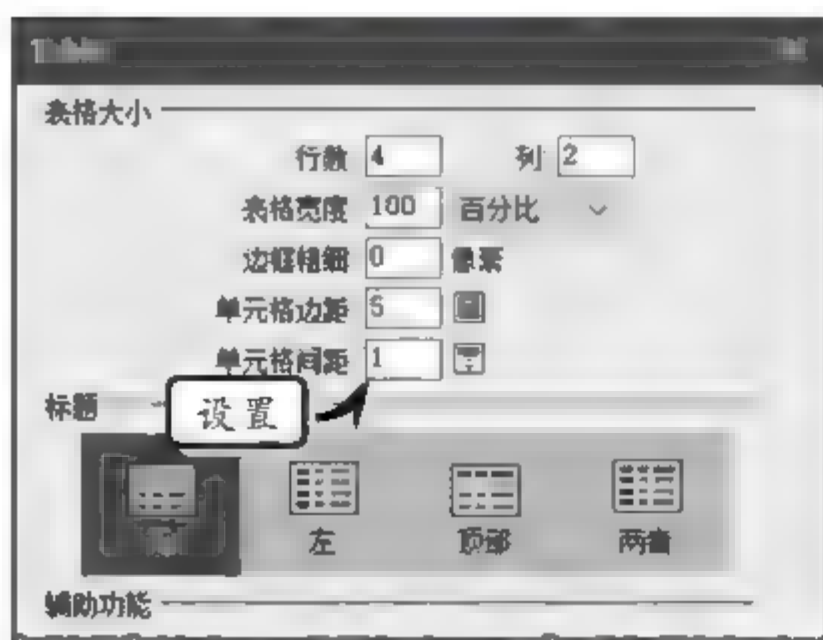 Table
表格大小
行数 4 列 2
表格宽度 100 百分比
边框粗细 0 像素
单元格边距 5
单元格间距 1
标题
设置
左 顶部 两者
辅助功能